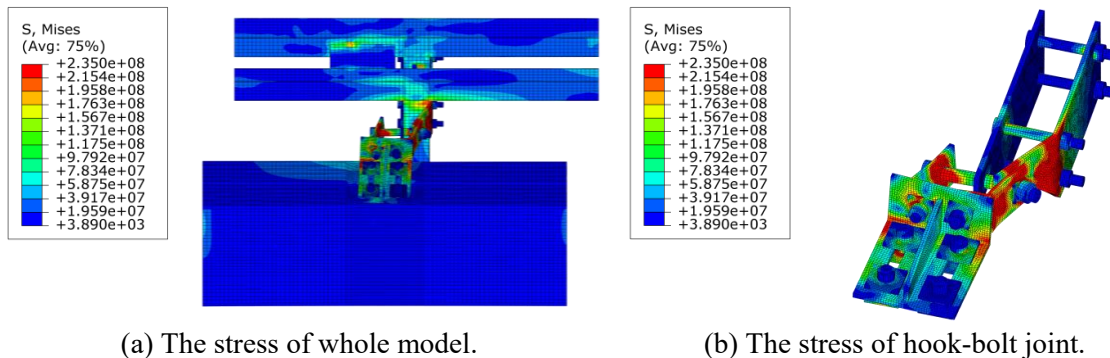 S, Mises
(Avg: 75%)
+2.350e+08
+2.154e+08
+1.958e+08
+1.763e+08
+1.567e+08
+1.371e+08
+1.175e+08
+9.792e+07
+7.834e+07
+5.875e+07
+3.917e+07
+1.959e+07
+3.890e+03
S, Mises
(Avg: 75%)
+2.350e+08
+2.154e+08
+1.958e+08
+1.763e+08
+1.567e+08
+1.371e+08
+1.175e+08
+9.792e+07
+7.834e+07
+5.875e+07
+3.917e+07
+1.959e+07
+3.890e+03
(a) The stress of whole model.
(b) The stress of hook-bolt joint.